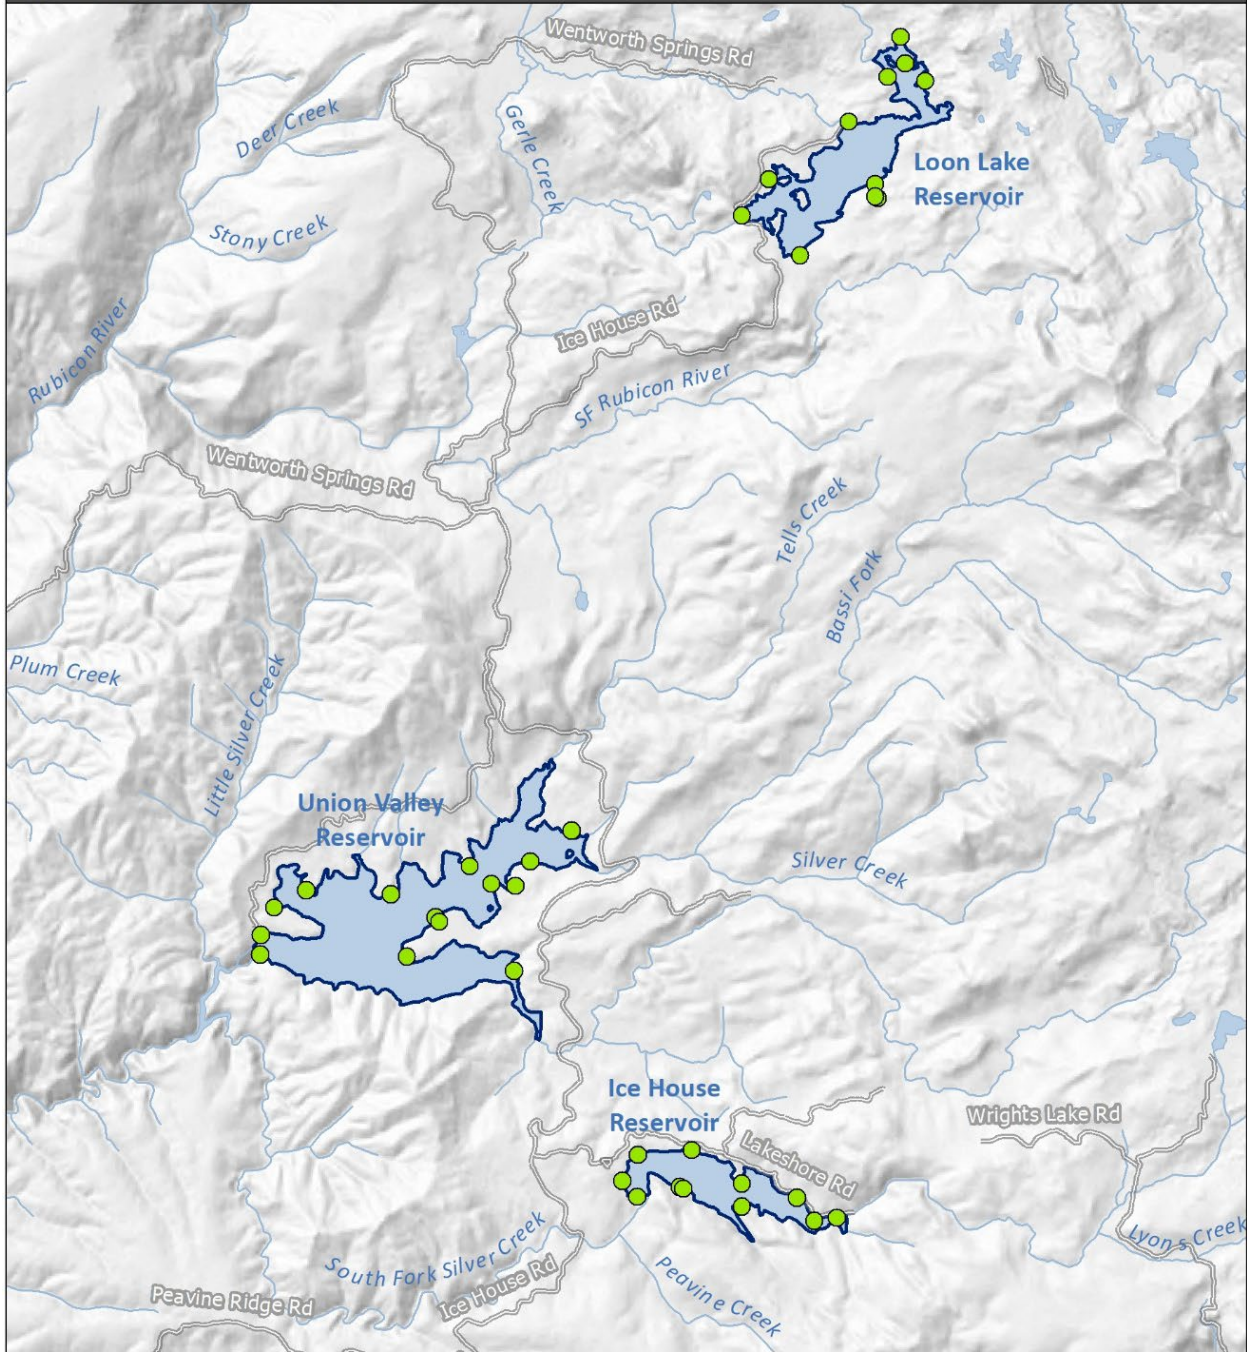 Wentworth Springs Rd
Deer Creek
Gerle Creek
Loon Lake
Reservoir
Stony Creek
Rubicon River
Ice House Rd
SF Rubicon River
Wentworth Springs Rd
Tells Creek
Bassi Fork
Plum Creek
Little Silver Creek
Union Valley
Reservoir
Silver Creek
Ice House
Reservoir
Wrights Lake Rd
Lakeshore Rd
Lyons Creek
South Fork Silver Creek
Ice House Rd
Peavine Creek
Peavine Ridge Rd